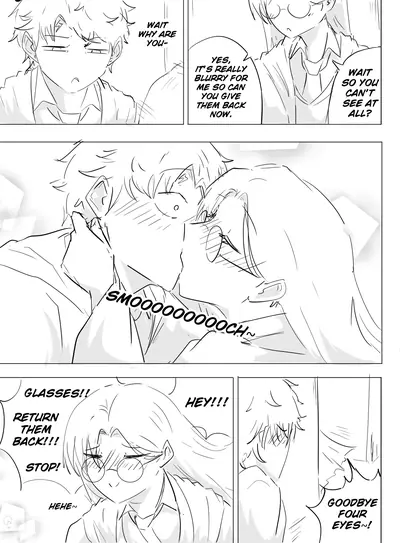 WAIT SO
YOU
CAN'T
SEE AT
ALL?
YES,
IT'S REALLY
BLURRY FOR
ME SO CAN
YOU GIVE
THEM BACK
NOW.
WAIT
WHY ARE
YOU-
SMOOOOOOOOOOCH~
GOODBYE
FOUR
EYES~!
HEY!!!
GLASSES!!
RETURN
THEM
BACK!!!
STOP!
HEHE~